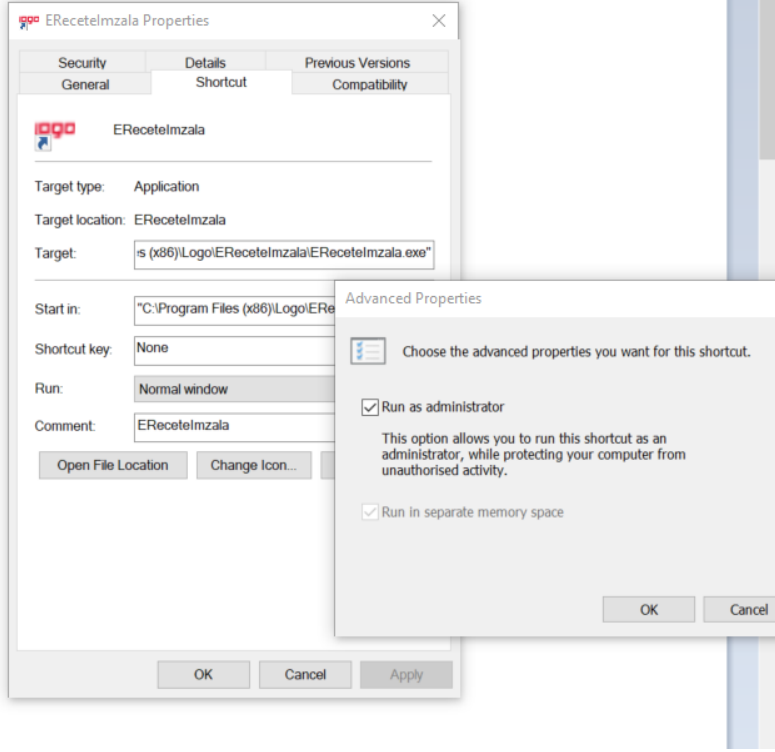 EReceteImzala Properties
Security Details Previous Versions
General Shortcut Compatibility
logo
EReceteImzala
Target type: Application
Target location: EReceteImzala
Target: s (x86)\Logo\EReceteImzala\EReceteImzala.exe"
Start in: "C:\Program Files (x86)\Logo\ERe
Shortcut key: None
Run: Normal window
Comment: EReceteImzala
Open File Location Change Icon...
OK Cancel Apply
Advanced Properties
Choose the advanced properties you want for this shortcut.
Run as administrator
This option allows you to run this shortcut as an
administrator, while protecting your computer from
unauthorised activity.
Run in separate memory space
OK Cancel